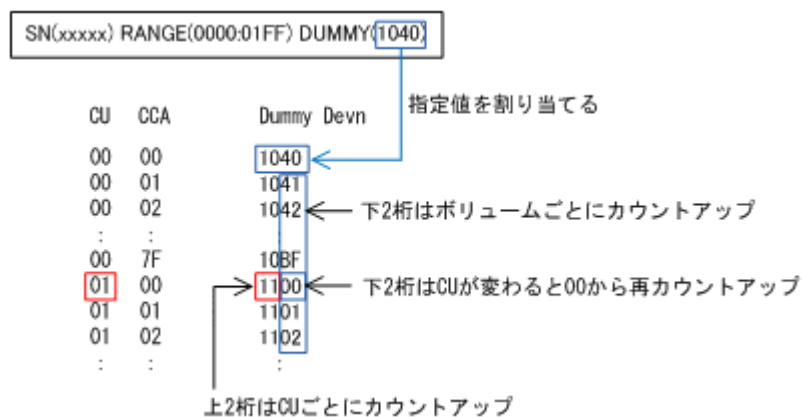 SN(xxxxx) RANGE(0000:01FF) DUMMY(1040)
指定値を割り当てる
CU CCA Dummy Devn
00 00 1040
00 01 1041
00 02 1042 下2桁はボリュームごとにカウントアップ
: : :
00 7F 10BF
01 00 1100 下2桁はCUが変わると00から再カウントアップ
01 01 1101
01 02 1102
: : :
上2桁はCUごとにカウントアップ